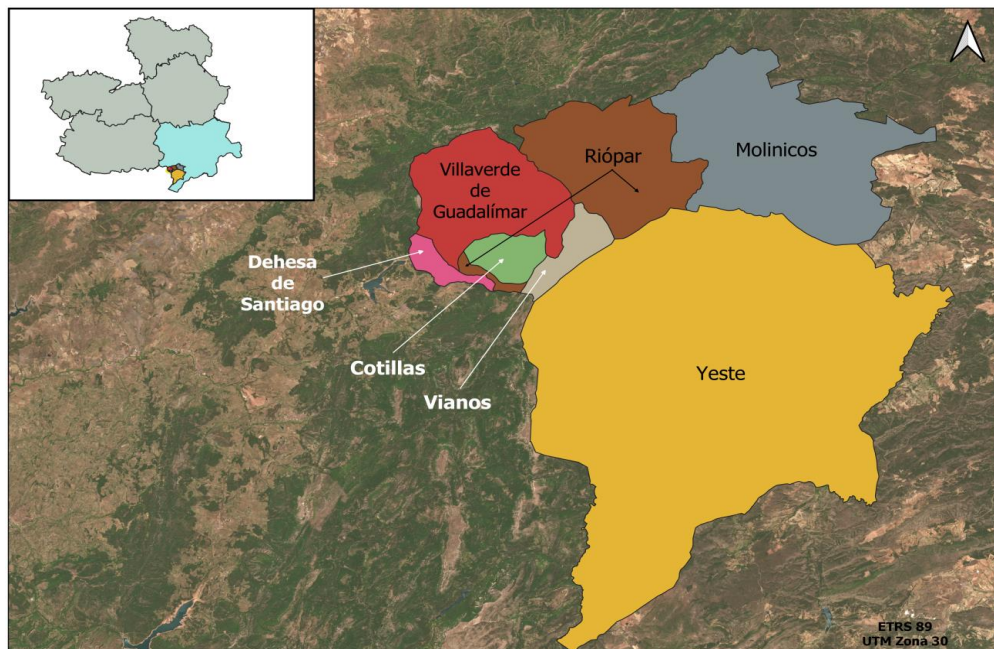 Riópar
Molinicos
Villaverde
de
Guadalímar
Dehesa
de
Santiago
Cotillas
Vianos
Yeste
ETRS 89
UTM Zona 30